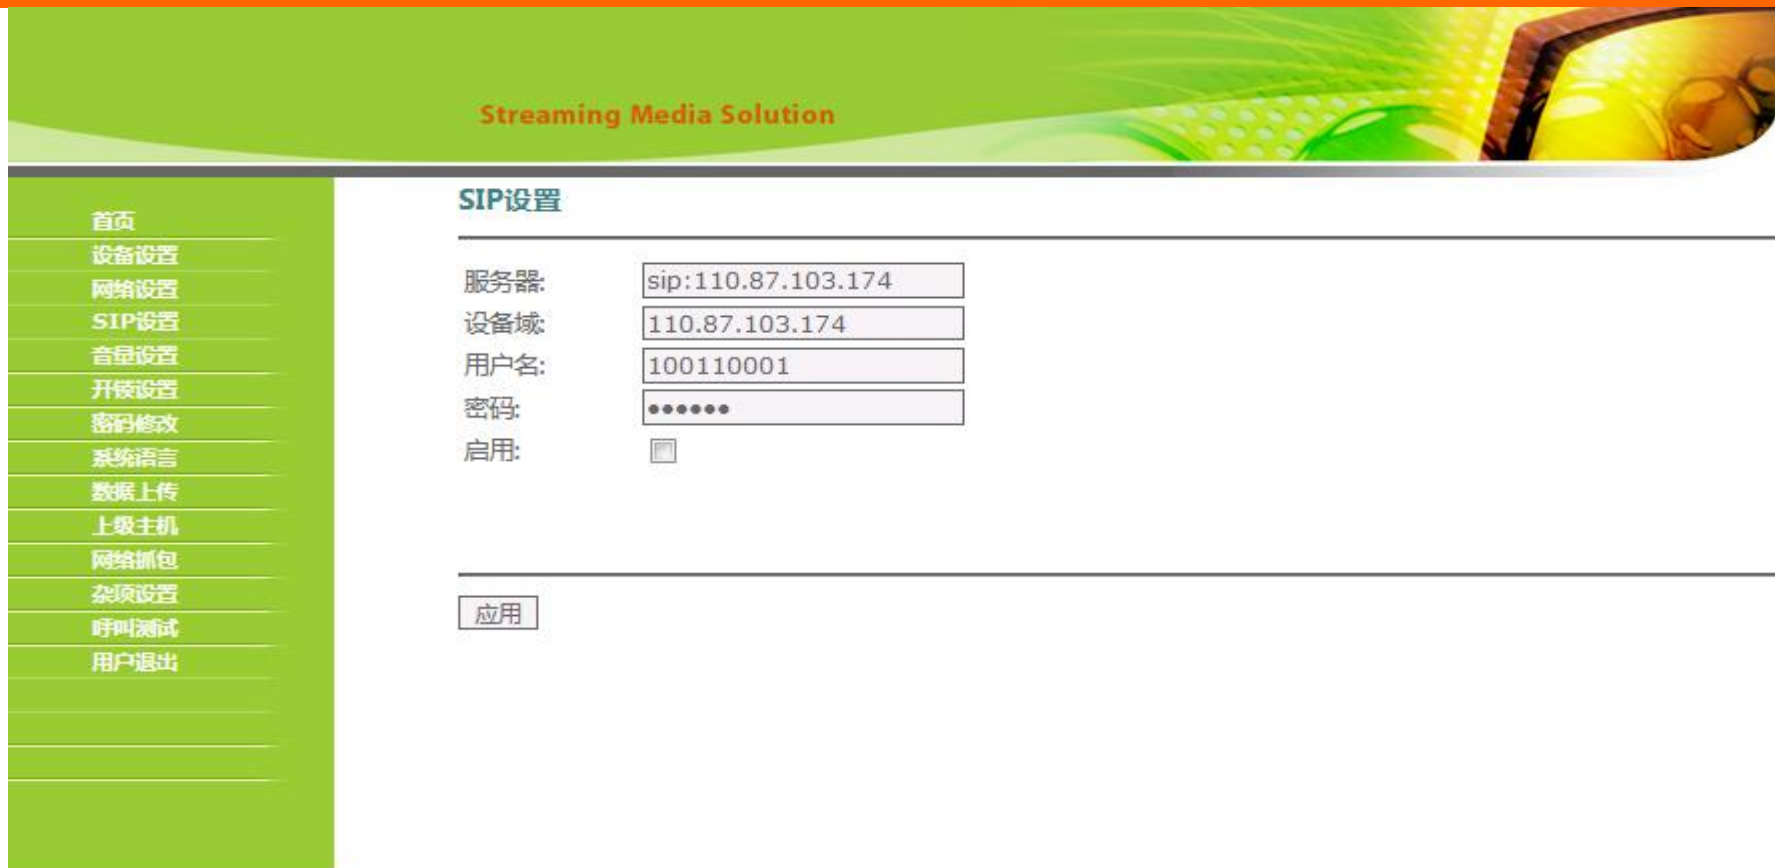 Streaming Media Solution
首页
设备设置
网络设置
SIP设置
音量设置
开锁设置
密码修改
系统语言
数据上传
上级主机
网络抓包
杂项设置
呼叫测试
用户退出
SIP设置
服务器: sip:110.87.103.174
设备域: 110.87.103.174
用户名: 100110001
密码: ••••••
启用:
应用